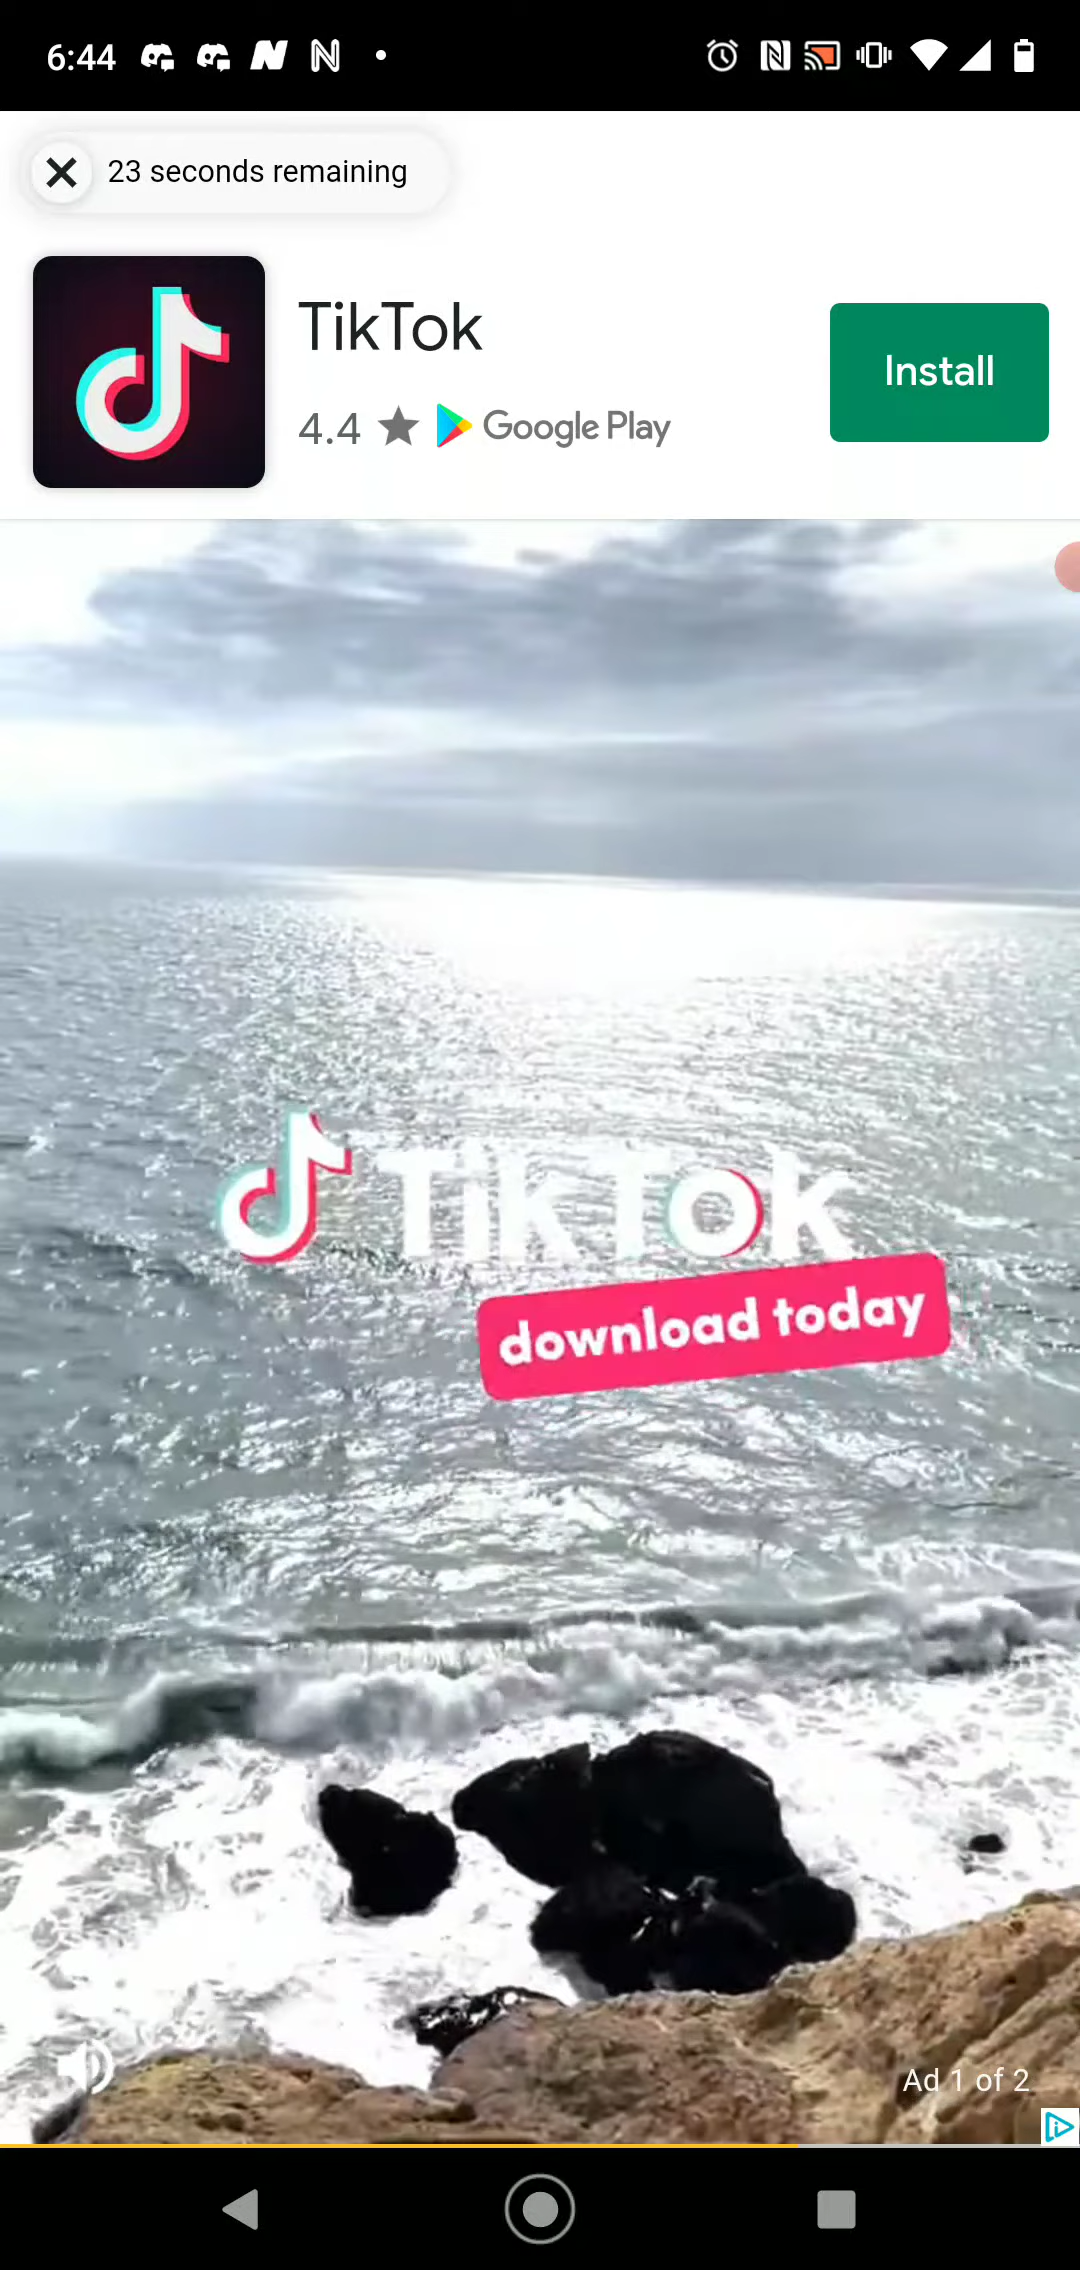 6:44
23 seconds remaining
TikTok
4.4 ★ Google Play
Install
TikTok
download today
Ad 1 of 2